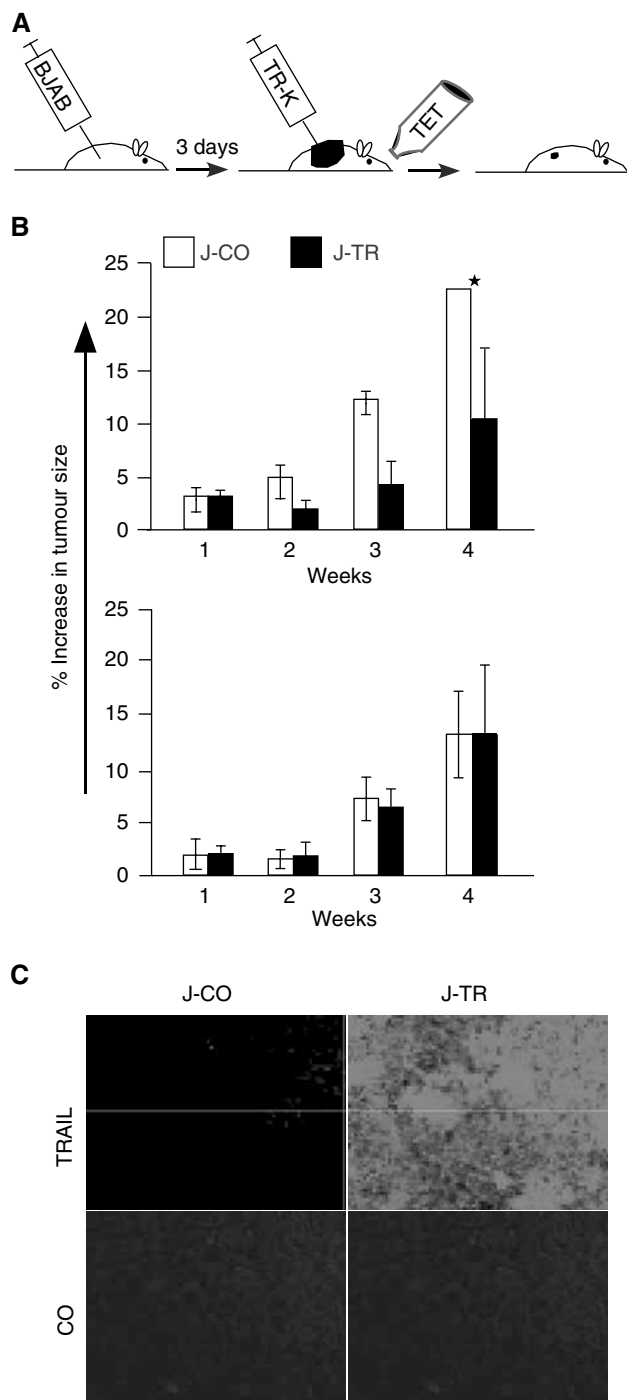 A
BJAB
3 days
TR-K
TET
B
J-CO
J-TR
% Increase in tumour size
25
20
15
10
5
0
1 2 3 4
Weeks
25
20
15
10
5
0
1 2 3 4
Weeks
C
J-CO J-TR
TRAIL
CO